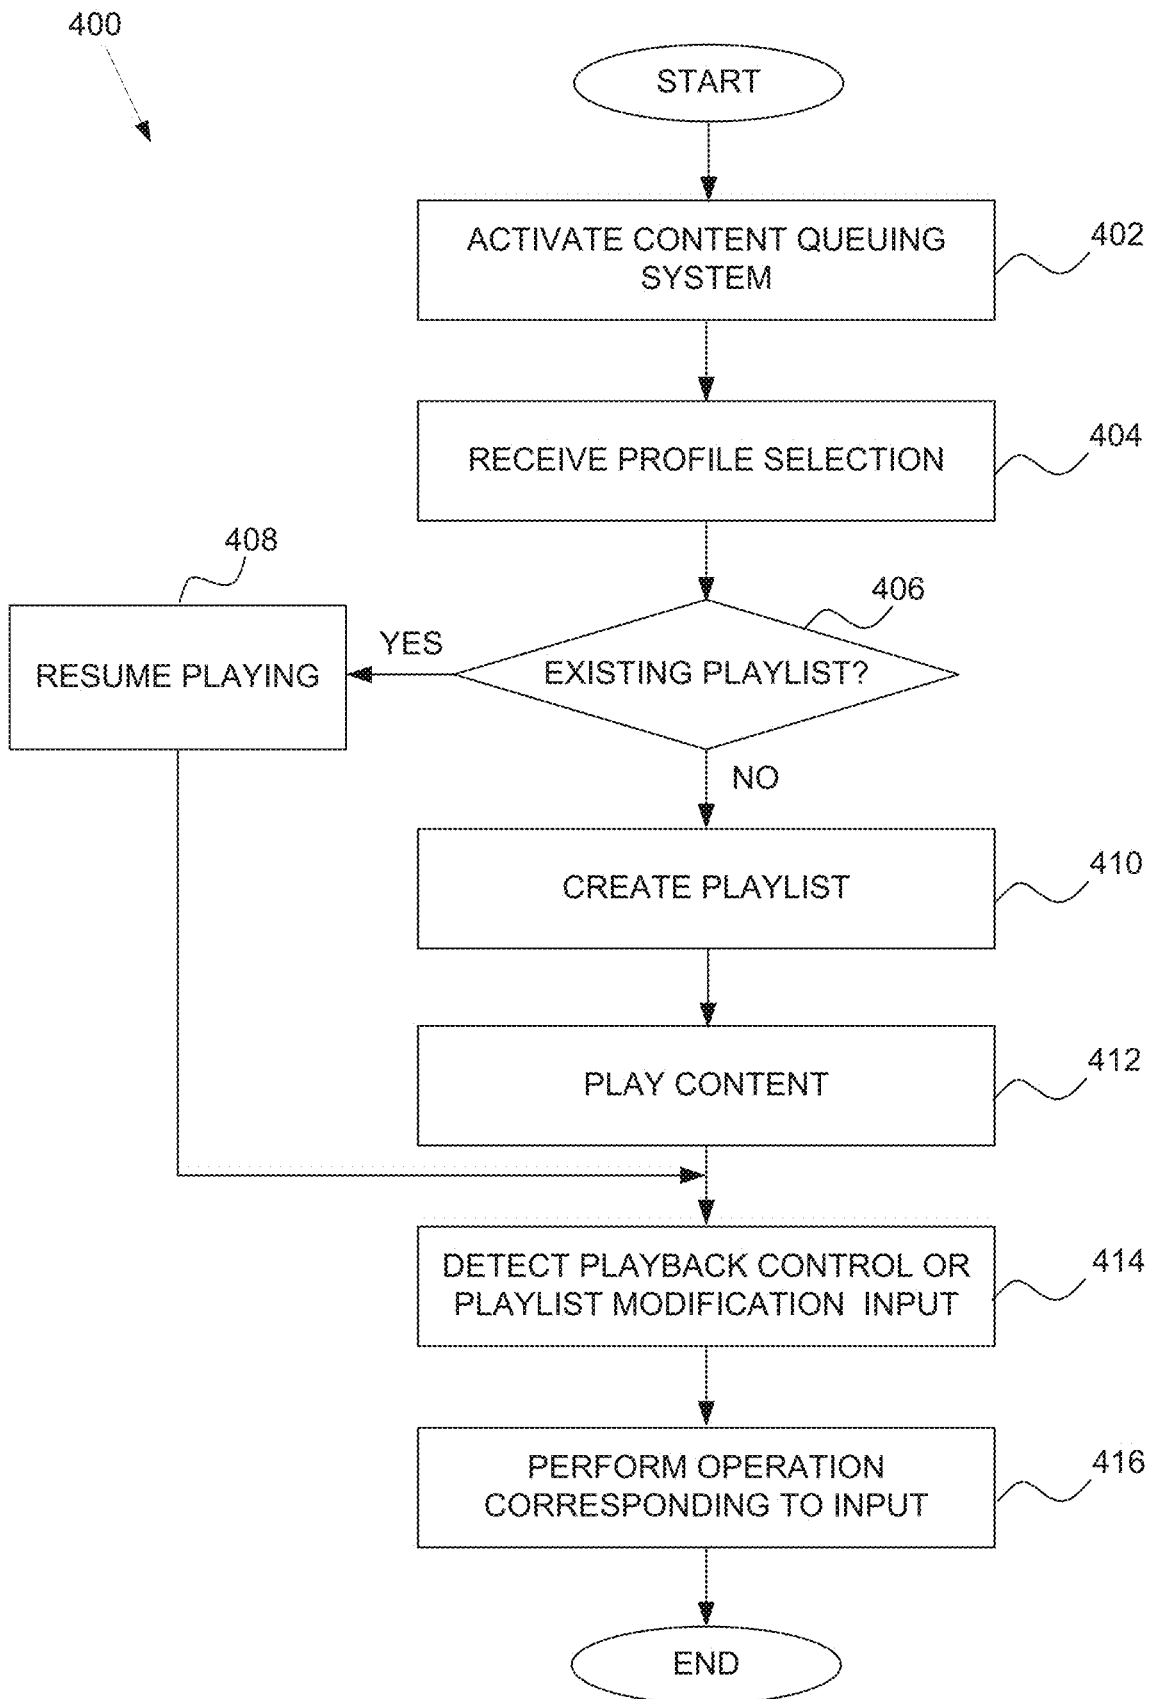 400
START
ACTIVATE CONTENT QUEUING
SYSTEM
402
RECEIVE PROFILE SELECTION
404
408
406
YES
RESUME PLAYING
EXISTING PLAYLIST?
NO
CREATE PLAYLIST
410
PLAY CONTENT
412
DETECT PLAYBACK CONTROL OR
PLAYLIST MODIFICATION INPUT
414
PERFORM OPERATION
CORRESPONDING TO INPUT
416
END